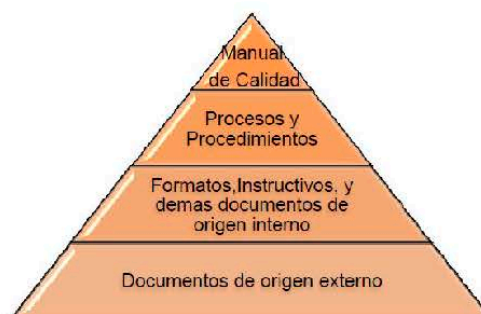 Manual
de Calidad
Procesos y
Procedimientos
Formatos,Instructivos, y
demas documentos de
origen interno
Documentos de origen externo